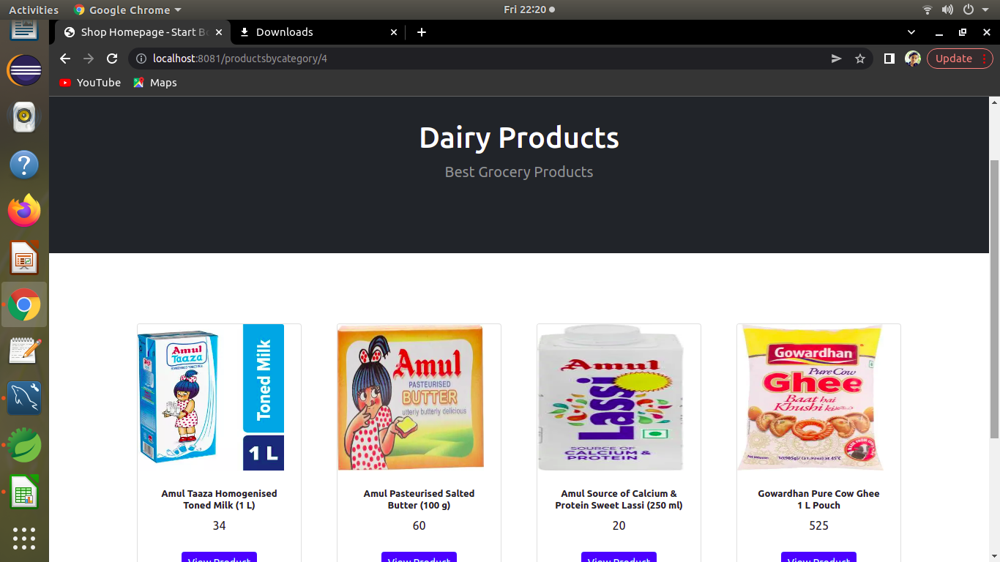 Activities
Google Chrome
Fri 22:20
Shop Homepage - Start Bo
Downloads
localhost:8081/productsbycategory/4
Update
YouTube
Maps
Dairy Products
Best Grocery Products
Amul
Taaza
HOMOGENISED TONED MILK
Toned Milk
1 L
Amul
PASTEURISED
BUTTER
utterly butterly delicious
Amul
Lassi
SOURCE OF
CALCIUM &
PROTEIN
Gowardhan
Pure Cow
Ghee
Baat hai
Khushi ki
Amul Taaza Homogenised
Toned Milk (1 L)
34
View Product
Amul Pasteurised Salted
Butter (100 g)
60
View Product
Amul Source of Calcium &
Protein Sweet Lassi (250 ml)
20
View Product
Gowardhan Pure Cow Ghee
1 L Pouch
525
View Product